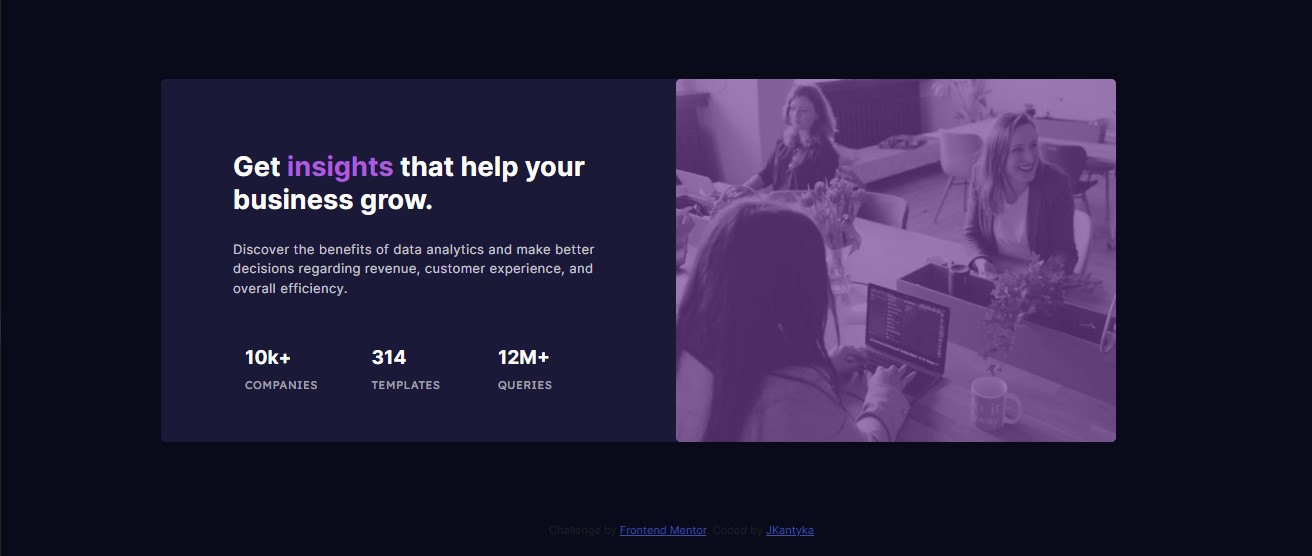 Get insights that help your
business grow.
Discover the benefits of data analytics and make better
decisions regarding revenue, customer experience, and
overall efficiency.
10k+ 314 12M+
COMPANIES TEMPLATES QUERIES
Challenge by Frontend Mentor. Coded by JKantyka.